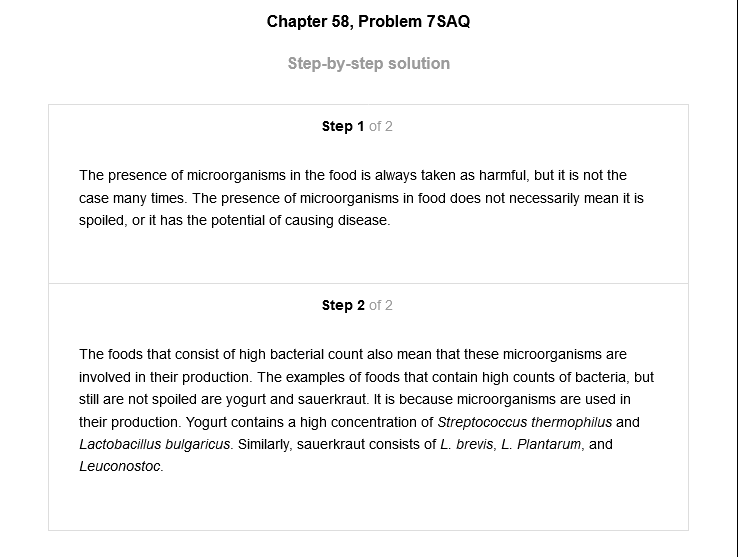 Chapter 58, Problem 7SAQ
Step-by-step solution
Step 1 of 2
The presence of microorganisms in the food is always taken as harmful, but it is not the
case many times. The presence of microorganisms in food does not necessarily mean it is
spoiled, or it has the potential of causing disease.
Step 2 of 2
The foods that consist of high bacterial count also mean that these microorganisms are
involved in their production. The examples of foods that contain high counts of bacteria, but
still are not spoiled are yogurt and sauerkraut. It is because microorganisms are used in
their production. Yogurt contains a high concentration of Streptococcus thermophilus and
Lactobacillus bulgaricus. Similarly, sauerkraut consists of L. brevis, L. Plantarum, and
Leuconostoc.